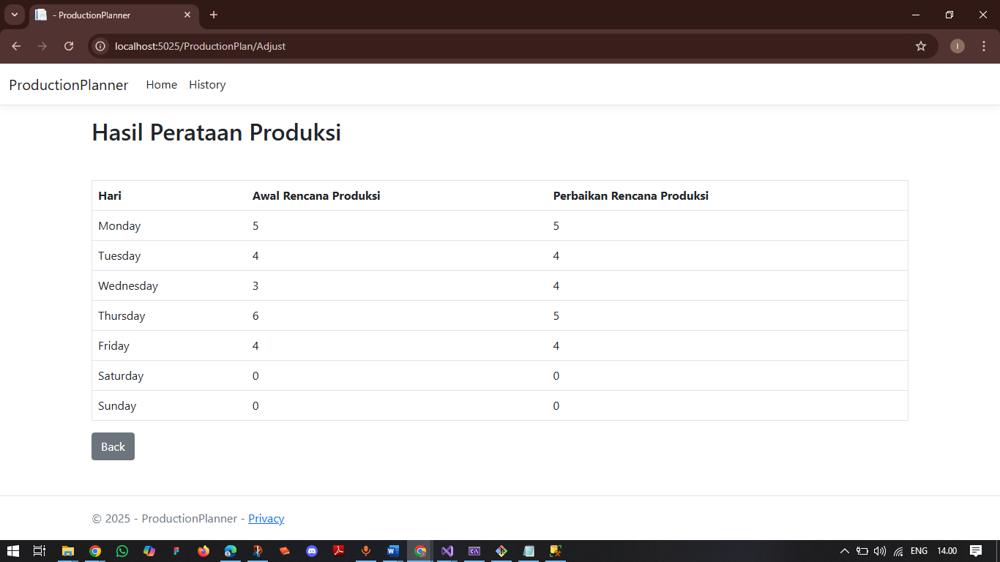 - ProductionPlanner
localhost:5025/ProductionPlan/Adjust
I
ProductionPlanner Home History
Hasil Perataan Produksi
Hari Awal Rencana Produksi Perbaikan Rencana Produksi
Monday 5 5
Tuesday 4 4
Wednesday 3 4
Thursday 6 5
Friday 4 4
Saturday 0 0
Sunday 0 0
Back
© 2025 - ProductionPlanner - Privacy
ENG 14.00